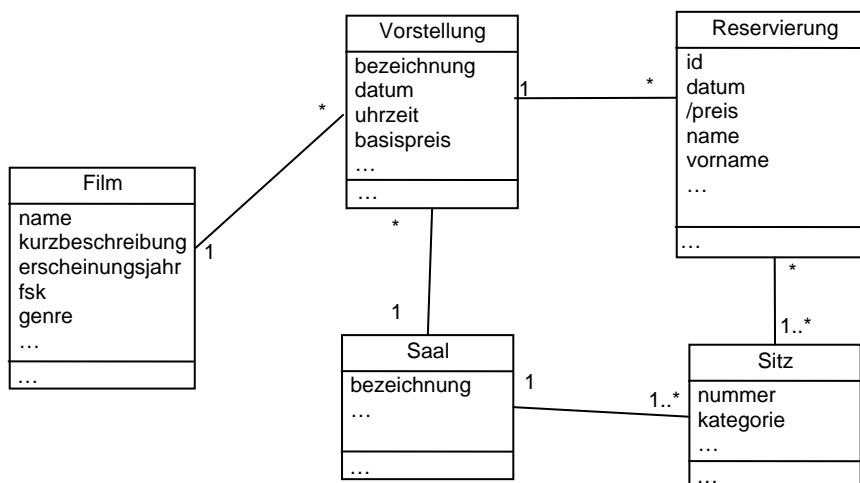 Vorstellung
bezeichnung
datum
uhrzeit
basispreis
…
…
Reservierung
id
datum
/preis
name
vorname
…
…
1
*
*
1
Film
name
kurzbeschreibung
erscheinungsjahr
fsk
genre
…
…
*
1
Saal
bezeichnung
…
…
1
1..*
*
1..*
Sitz
nummer
kategorie
…
…